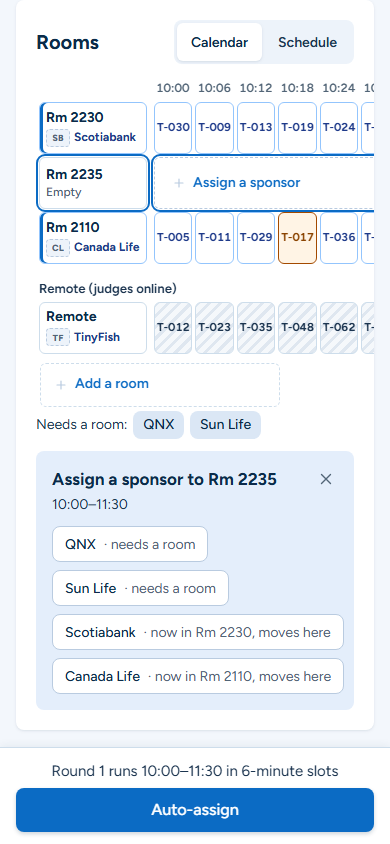 Rooms
Calendar
Schedule
10:00 10:06 10:12 10:18 10:24
Rm 2230
SB Scotiabank
T-030 T-009 T-013 T-019 T-024
Rm 2235
Empty
+ Assign a sponsor
Rm 2110
CL Canada Life
T-005 T-011 T-029 T-017 T-036
Remote (judges online)
Remote
TF TinyFish
T-012 T-023 T-035 T-048 T-062
+ Add a room
Needs a room: QNX Sun Life
Assign a sponsor to Rm 2235
10:00–11:30
QNX · needs a room
Sun Life · needs a room
Scotiabank · now in Rm 2230, moves here
Canada Life · now in Rm 2110, moves here
Round 1 runs 10:00–11:30 in 6-minute slots
Auto-assign